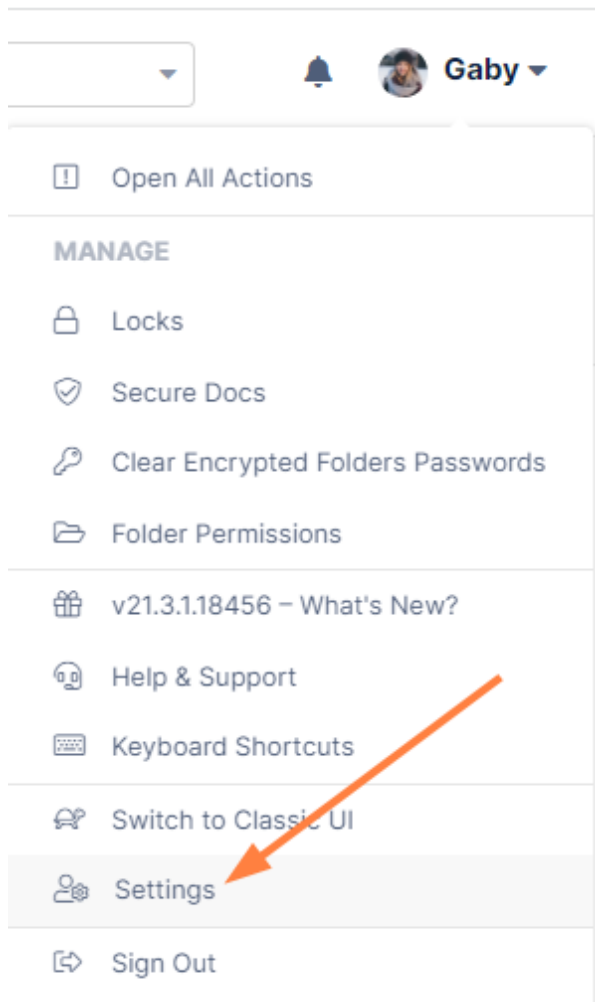 Gaby
Open All Actions
MANAGE
Locks
Secure Docs
Clear Encrypted Folders Passwords
Folder Permissions
v21.3.1.18456 – What's New?
Help & Support
Keyboard Shortcuts
Switch to Classic UI
Settings
Sign Out